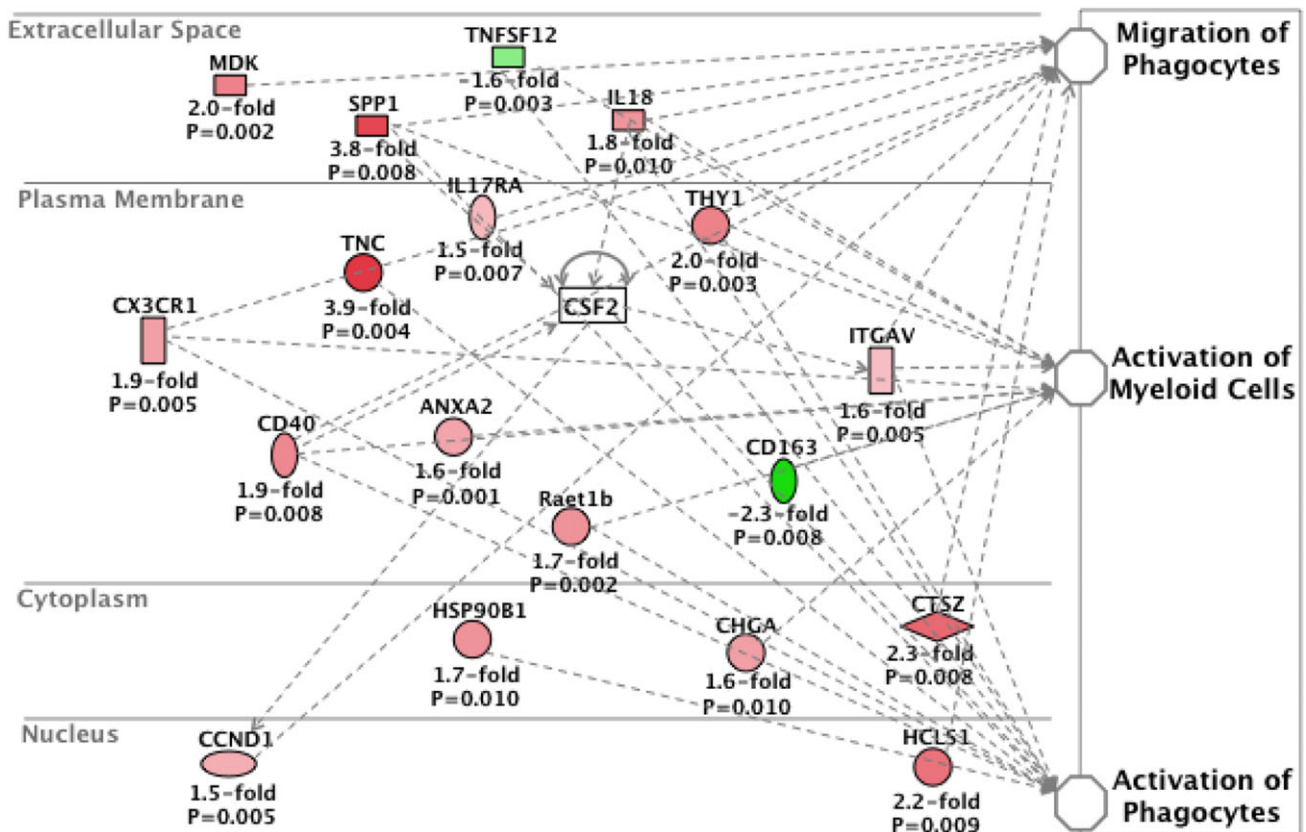 Extracellular Space
TNFSF12
-1.6-fold
P=0.003
MDK
2.0-fold
P=0.002
SPP1
3.8-fold
P=0.008
IL18
1.8-fold
P=0.010
Migration of
Phagocytes
Plasma Membrane
IL17RA
1.5-fold
P=0.007
THY1
2.0-fold
P=0.003
TNC
3.9-fold
P=0.004
CSF2
CX3CR1
1.9-fold
P=0.005
ITGAV
1.6-fold
P=0.005
Activation of
Myeloid Cells
CD40
1.9-fold
P=0.008
ANXA2
1.6-fold
P=0.001
CD163
-2.3-fold
P=0.008
Raet1b
1.7-fold
P=0.002
Cytoplasm
HSP90B1
1.7-fold
P=0.010
CHGA
1.6-fold
P=0.010
CTSZ
2.3-fold
P=0.008
Nucleus
CCND1
1.5-fold
P=0.005
HCLS1
2.2-fold
P=0.009
Activation of
Phagocytes